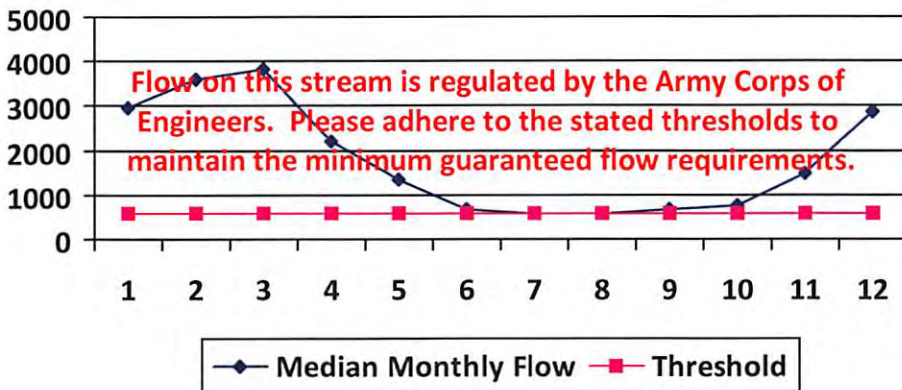 5000
4000
3000
2000
1000
0
Flow on this stream is regulated by the Army Corps of
Engineers. Please adhere to the stated thresholds to
maintain the minimum guaranteed flow requirements.
1 2 3 4 5 6 7 8 9 10 11 12
Median Monthly Flow Threshold